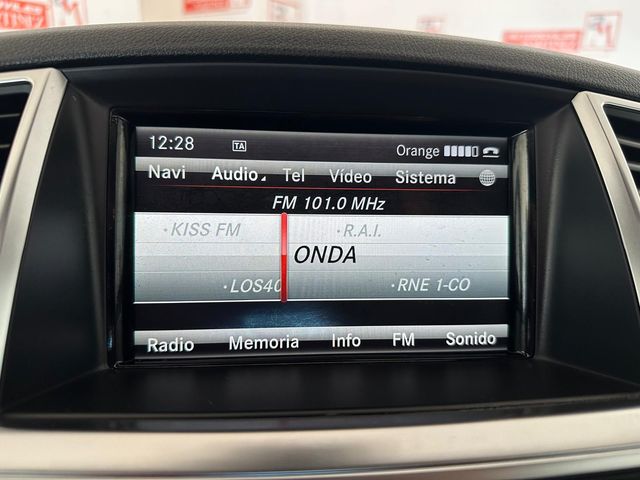 12:28 TA Orange
Navi Audio Tel Vídeo Sistema
FM 101.0 MHz
·KISS FM ·R.A.I.
ONDA
·LOS40 ·RNE 1-CO
Radio Memoria Info FM Sonido